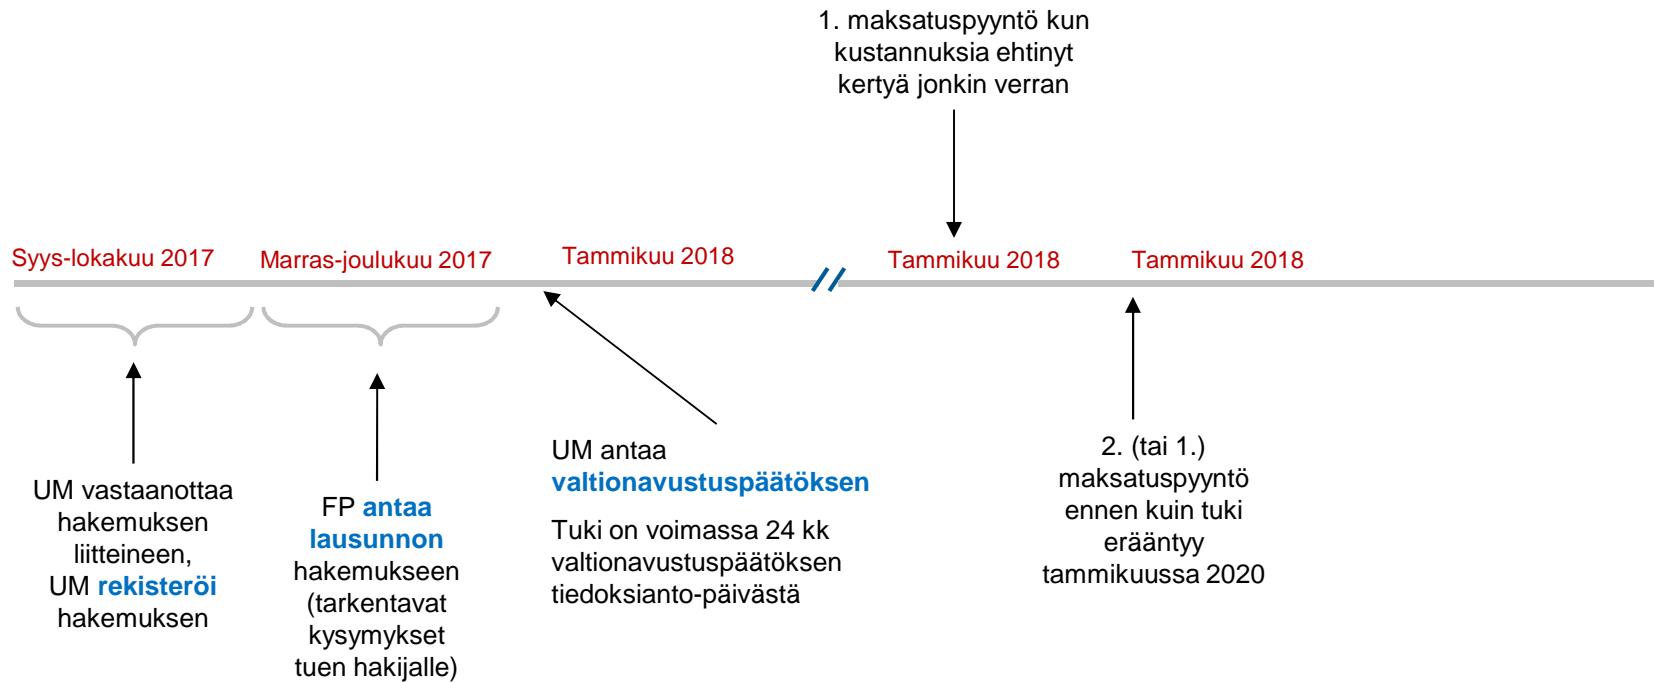 1. maksatuspyyntö kun
kustannuksia ehtinyt
kertyä jonkin verran
Syys-lokakuu 2017
Marras-joulukuu 2017
Tammikuu 2018
Tammikuu 2018
Tammikuu 2018
UM vastaanottaa
hakemuksen
liitteineen,
UM rekisteröi
hakemuksen
FP antaa
lausunnon
hakemukseen
(tarkentavat
kysymykset
tuen hakijalle)
UM antaa
valtionavustuspäätöksen
Tuki on voimassa 24 kk
valtionavustuspäätöksen
tiedoksianto-päivästä
2. (tai 1.)
maksatuspyyntö
ennen kuin tuki
erääntyy
tammikuussa 2020